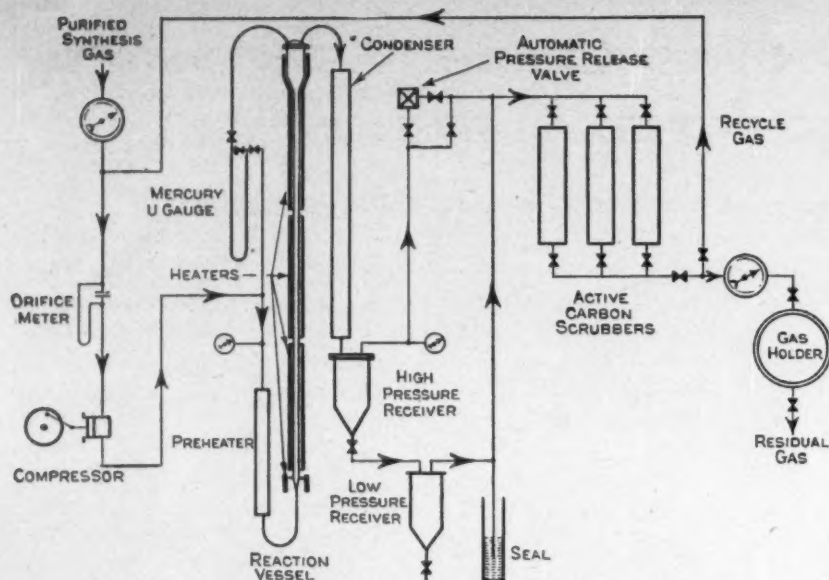 PURIFIED
SYNTHESIS
GAS
CONDENSER
AUTOMATIC
PRESSURE RELEASE
VALVE
RECYCLE
GAS
MERCURY
U GAUGE
HEATERS
ORIFICE
METER
ACTIVE
CARBON
SCRUBBERS
GAS
HOLDER
HIGH
PRESSURE
RECEIVER
PREHEATER
COMPRESSOR
RESIDUAL
GAS
LOW
PRESSURE
RECEIVER
SEAL
REACTION
VESSEL